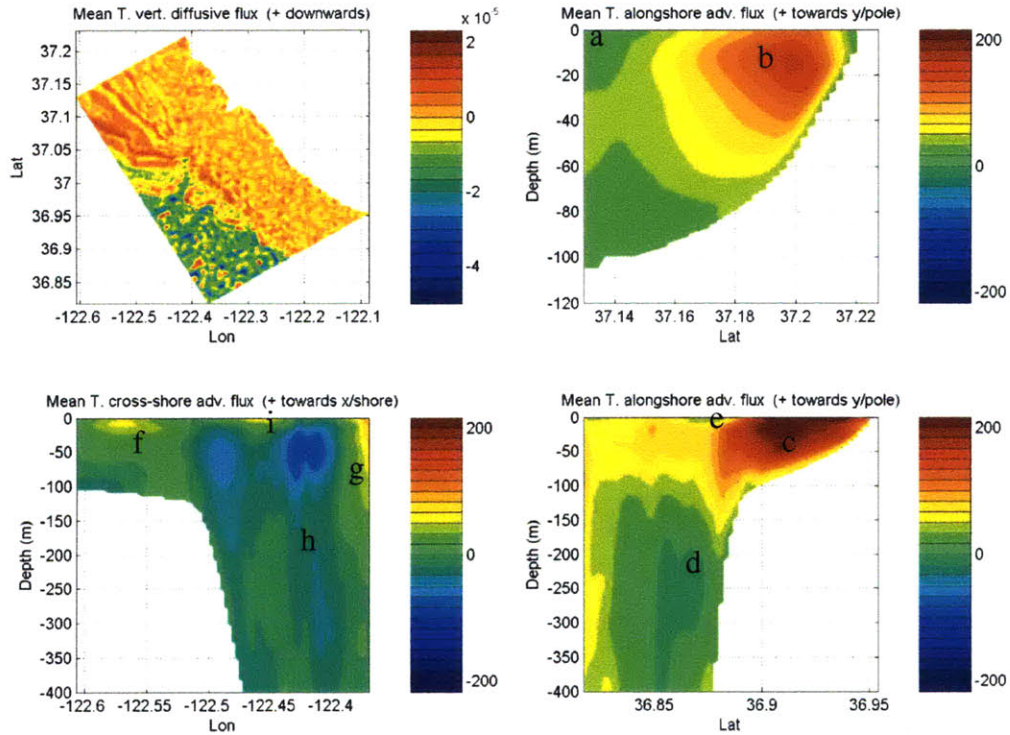 Mean T. vert. diffusive flux (+ downwards)
x 10⁻⁵
37.2
37.15
37.1
37.05
37
36.95
36.9
36.85
Lat
-122.6 -122.5 -122.4 -122.3 -122.2 -122.1
Lon
2
0
-2
-4
Mean T. alongshore adv. flux (+ towards y/pole)
a
b
0
-20
-40
-60
-80
-100
-120
Depth (m)
37.14 37.16 37.18 37.2 37.22
Lat
200
100
0
-100
-200
Mean T. cross-shore adv. flux (+ towards x/shore)
i
f
g
h
0
-50
-100
-150
-200
-250
-300
-350
-400
Depth (m)
-122.6 -122.55 -122.5 -122.45 -122.4
Lon
200
100
0
-100
-200
Mean T. alongshore adv. flux (+ towards y/pole)
e
c
d
0
-50
-100
-150
-200
-250
-300
-350
-400
Depth (m)
36.85 36.9 36.95
Lat
200
100
0
-100
-200